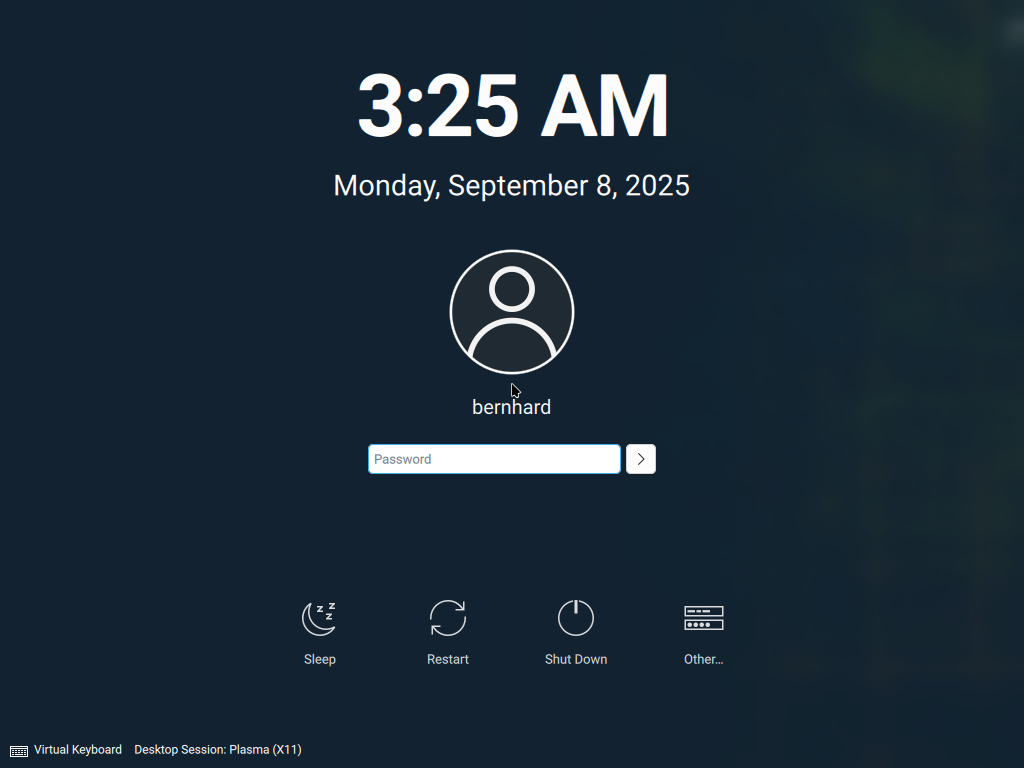 3:25 AM
Monday, September 8, 2025
bernhard
Password
Sleep
Restart
Shut Down
Other...
Virtual Keyboard
Desktop Session: Plasma (X11)